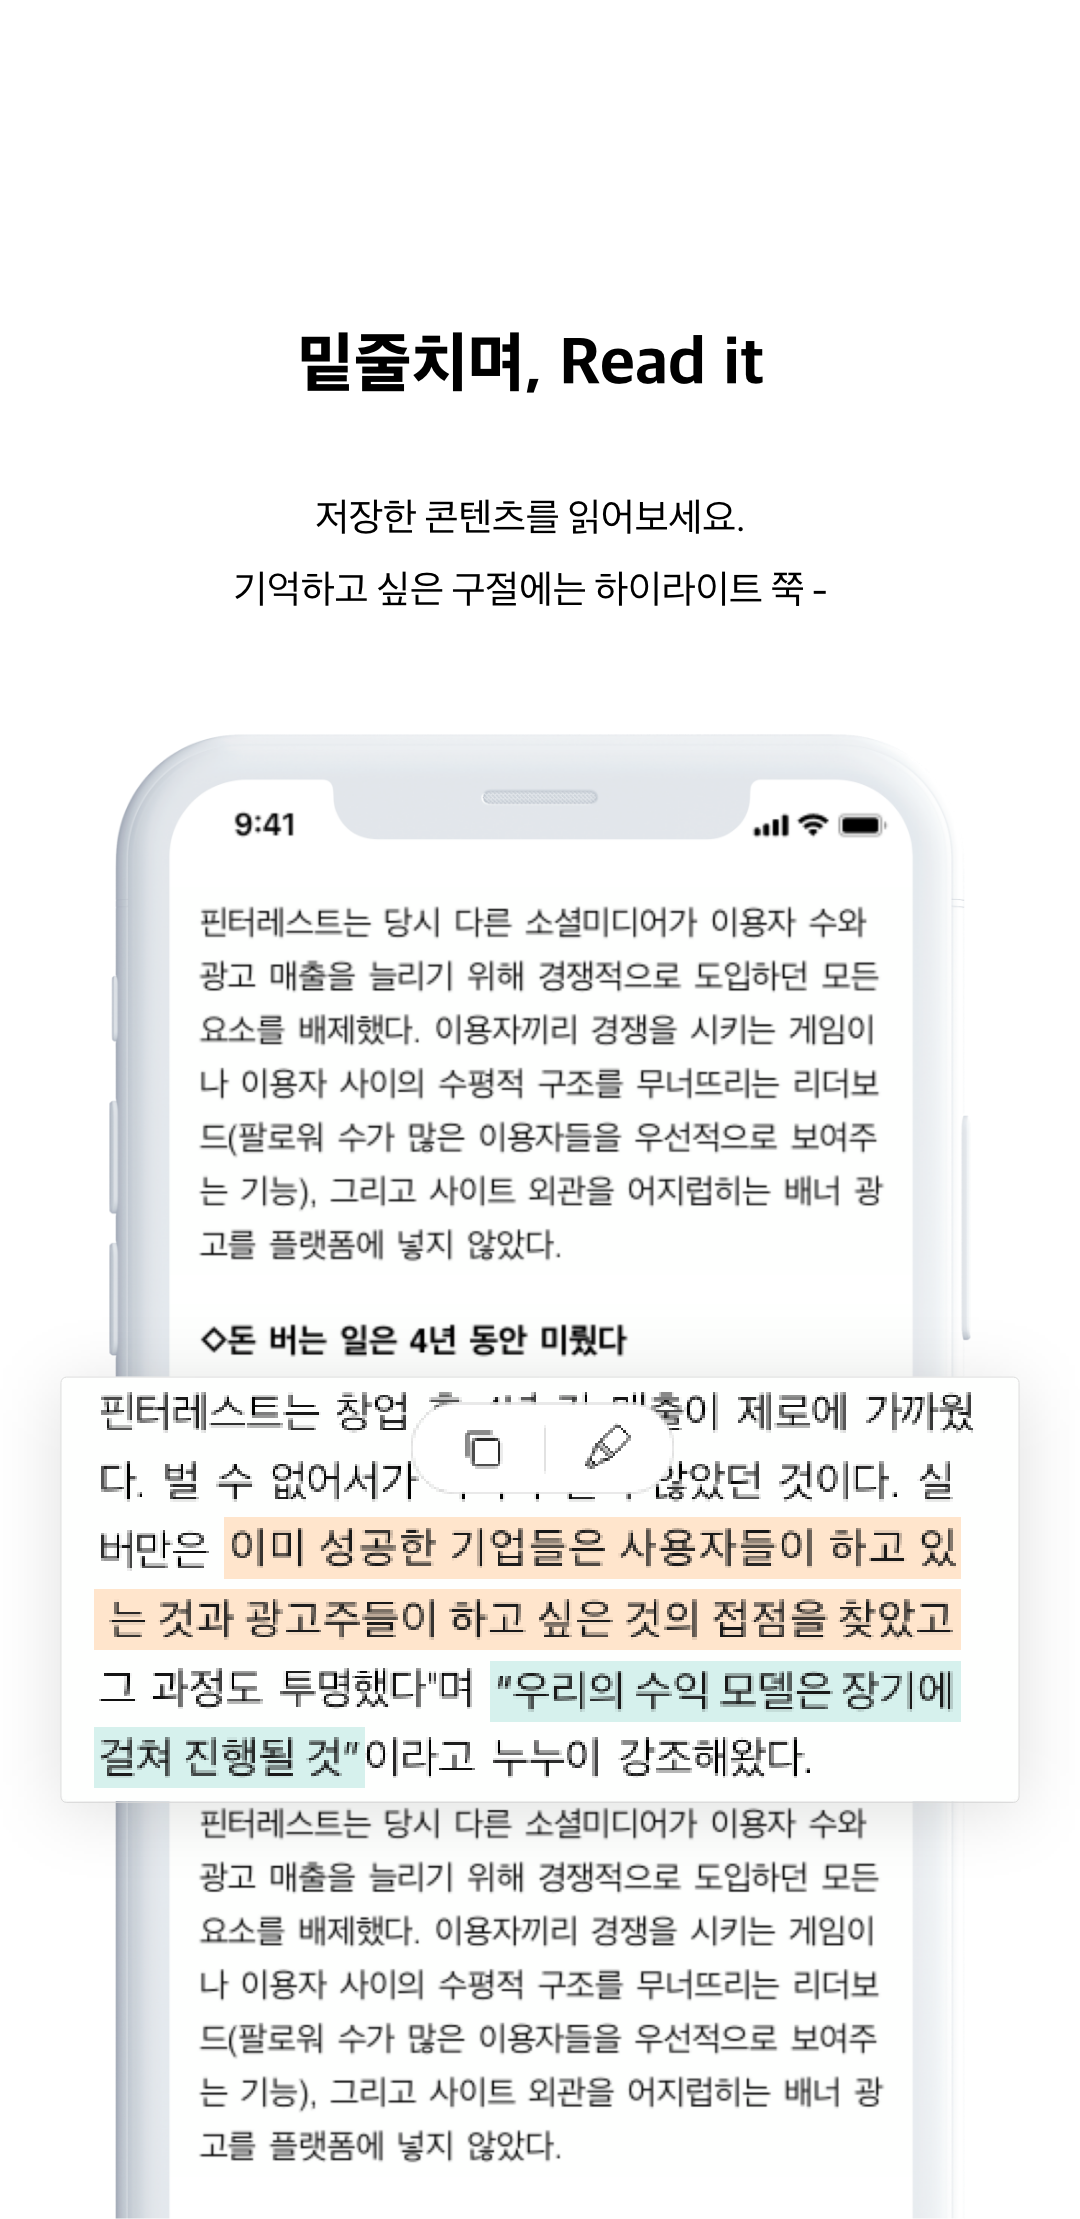 밑줄치며, Read it
저장한 콘텐츠를 읽어보세요.
기억하고 싶은 구절에는 하이라이트 쭉 -
9:41
핀터레스트는 당시 다른 소셜미디어가 이용자 수와
광고 매출을 늘리기 위해 경쟁적으로 도입하던 모든
요소를 배제했다. 이용자끼리 경쟁을 시키는 게임이
나 이용자 사이의 수평적 구조를 무너뜨리는 리더보
드(팔로워 수가 많은 이용자들을 우선적으로 보여주
는 기능), 그리고 사이트 외관을 어지럽히는 배너 광
고를 플랫폼에 넣지 않았다.
◇돈 버는 일은 4년 동안 미뤘다
핀터레스트는 창업 제로에 가까웠
다. 벌 수 없어서가 않았던 것이다. 실
버만은 이미 성공한 기업들은 사용자들이 하고 있
는 것과 광고주들이 하고 싶은 것의 접점을 찾았고
그 과정도 투명했다"며 "우리의 수익 모델은 장기에
걸쳐 진행될 것"이라고 누누이 강조해왔다.
핀터레스트는 당시 다른 소셜미디어가 이용자 수와
광고 매출을 늘리기 위해 경쟁적으로 도입하던 모든
요소를 배제했다. 이용자끼리 경쟁을 시키는 게임이
나 이용자 사이의 수평적 구조를 무너뜨리는 리더보
드(팔로워 수가 많은 이용자들을 우선적으로 보여주
는 기능), 그리고 사이트 외관을 어지럽히는 배너 광
고를 플랫폼에 넣지 않았다.